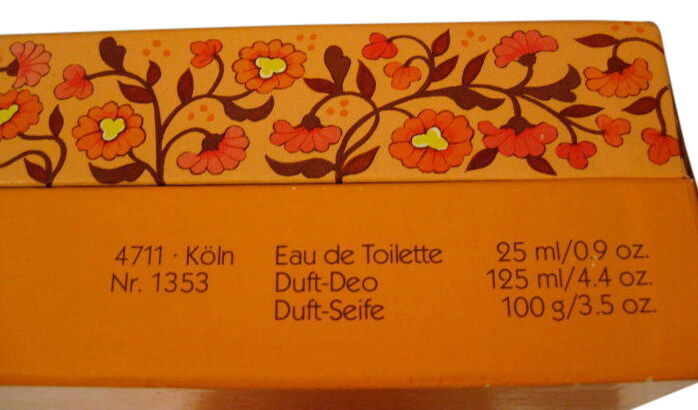 4711 · Köln Eau de Toilette 25 ml/0.9 oz.
Nr. 1353 Duft-Deo 125 ml/4.4 oz.
Duft-Seife 100 g/3.5 oz.